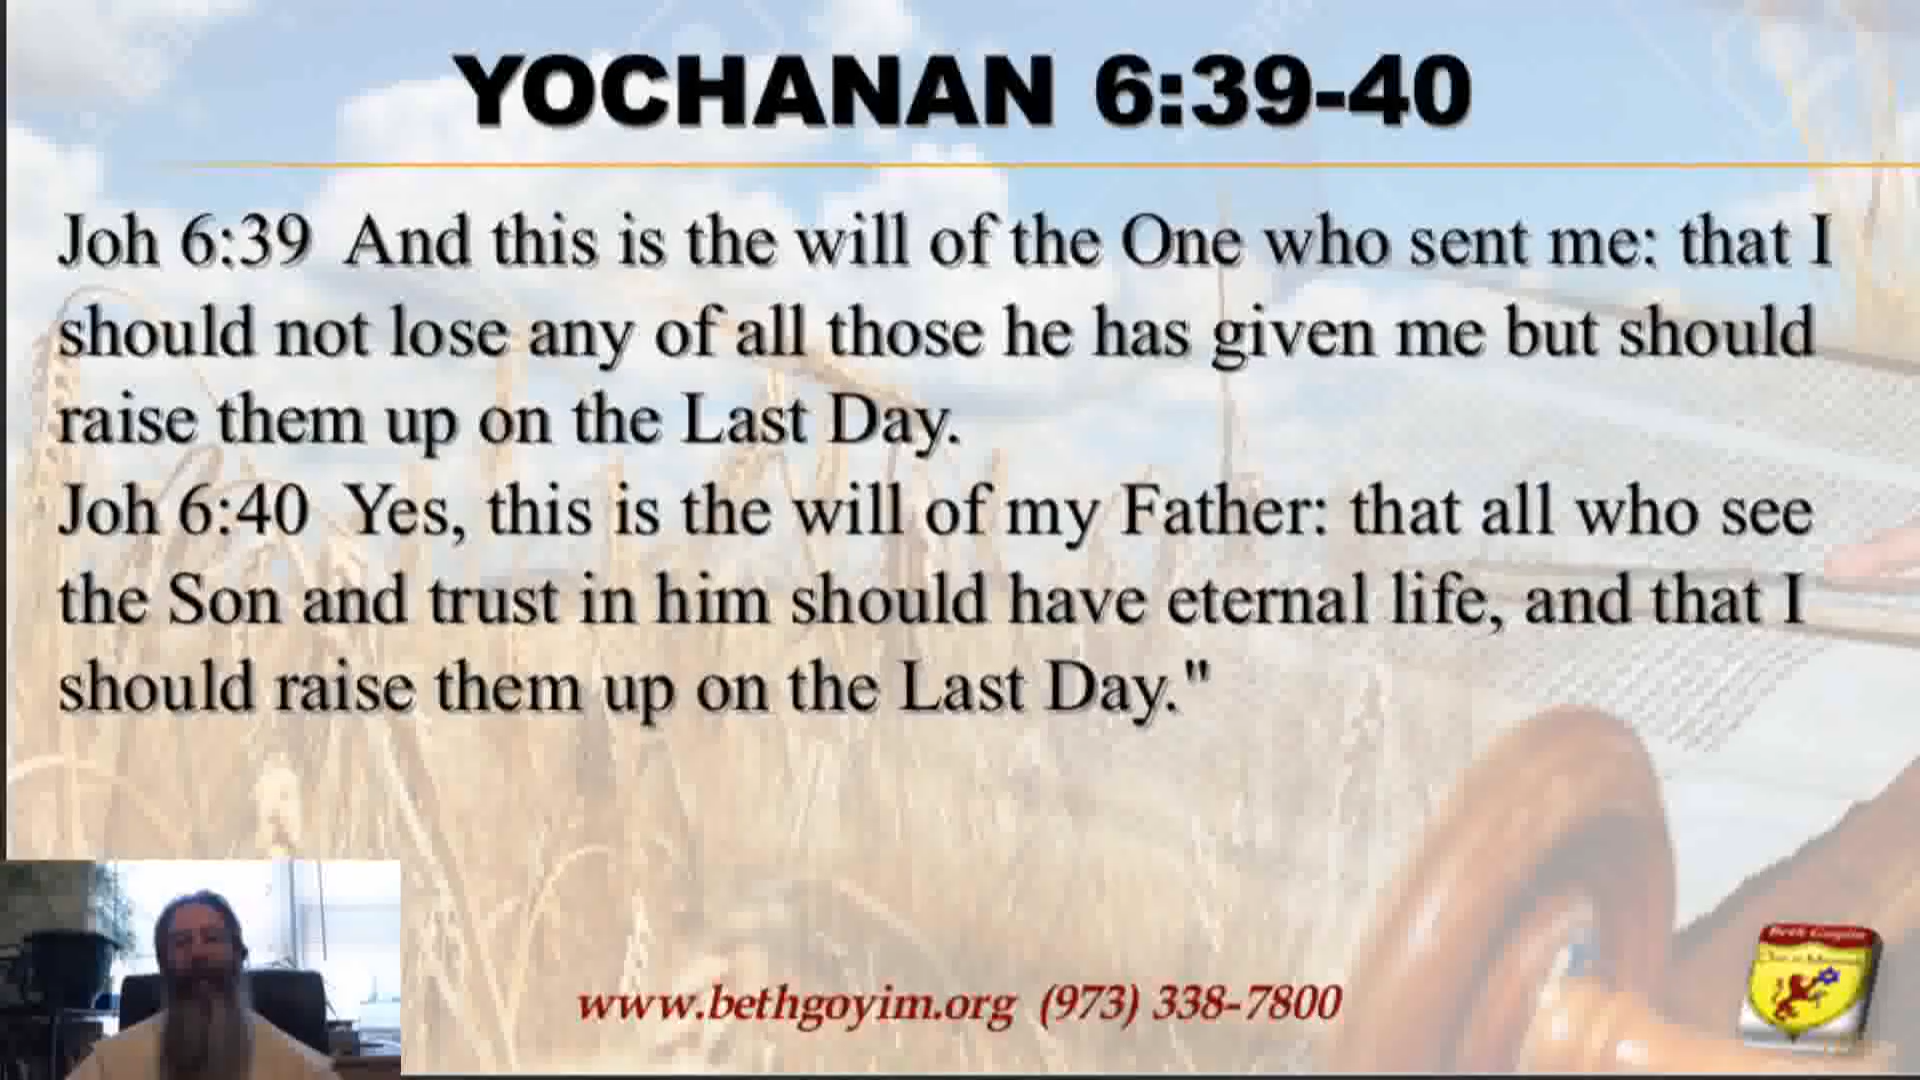 YOCHANAN 6:39-40
Joh 6:39 And this is the will of the One who sent me: that I
should not lose any of all those he has given me but should
raise them up on the Last Day.
Joh 6:40 Yes, this is the will of my Father: that all who see
the Son and trust in him should have eternal life, and that I
should raise them up on the Last Day."
www.bethgoyim.org (973) 338-7800
Beth Goyim